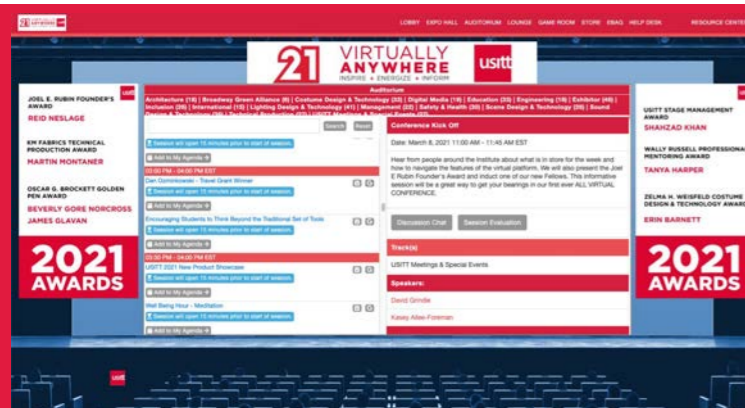 21
LOBBY EXPO HALL AUDITORIUM LOUNGE GAME ROOM STORE EBAG HELP DESK RESOURCE CENTER
21 VIRTUALLY
ANYWHERE
INSPIRE • ENERGIZE • INFORM
usitt
JOEL E. RUBIN FOUNDER'S
AWARD
REID NESLAGE
RM FABRICS TECHNICAL
PRODUCTION AWARD
MARTIN MONTANER
OSCAR G. BROCKETT GOLDEN
PEN AWARD
BEVERLY GORE NORCROSS
JAMES GLAVAN
2021
AWARDS
Auditorium
Architecture (18) | Broadway Green Alliance (8) | Costume Design & Technology (33) | Digital Media (18) | Education (53) | Engineering (18) | Exhibitor (46) |
Inclusion (26) | International (15) | Lighting Design & Technology (41) | Management (22) | Safety & Health (30) | Scene Design & Technology (26) | Sound
Search Reset
Session will open 15 minutes prior to start of session.
Add to My Agenda
03:00 PM - 04:00 PM EST
Dan Dominkowski - Travel Grant Winner
Session will open 15 minutes prior to start of session.
Add to My Agenda
Encouraging Students to Think Beyond the Traditional Set of Tools
Session will open 15 minutes prior to start of session.
Add to My Agenda
03:30 PM - 04:00 PM EST
USITT 2021 New Product Showcase
Session will open 15 minutes prior to start of session.
Add to My Agenda
Well Being Hour - Meditation
Session will open 15 minutes prior to start of session.
Add to My Agenda
Conference Kick Off
Date: March 8, 2021 11:00 AM - 11:45 AM EST
Hear from people around the Institute about what is in store for the week and
how to navigate the features of the virtual platform. We will also present the Joel
E Rubin Founder's Award and induct one of our new Fellows. This informative
session will be a great way to get your bearings in our first ever ALL VIRTUAL
CONFERENCE.
Discussion Chat Session Evaluation
Track(s)
USITT Meetings & Special Events
Speakers:
David Grindle
Kasey Allee-Foreman
USITT STAGE MANAGEMENT
AWARD
SHAHZAD KHAN
WALLY RUSSELL PROFESSIONAL
MENTORING AWARD
TANYA HARPER
ZELMA H. WEISFELD COSTUME
DESIGN & TECHNOLOGY AWARD
ERIN BARNETT
2021
AWARDS
usitt